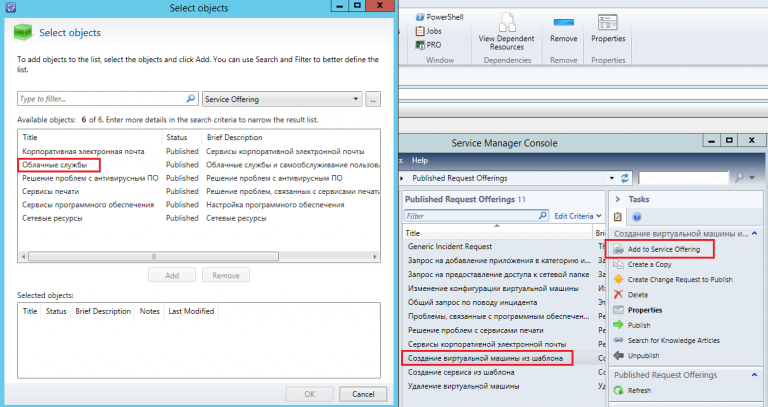 Select objects
Select objects
To add objects to the list, select the objects and click Add. You can use Search and Filter to better define the list.
Type to filter...
Service Offering
...
Available objects: 6 of 6. Enter more details in the search criteria to narrow the result list.
Title Status Brief Description
Корпоративная электронная почта Published Сервисы корпоративной электронной почты
Облачные службы Published Облачные службы и самообслуживание пользова
Решение проблем с антивирусным ПО Published Решение проблем с антивирусным ПО
Сервисы печати Published Решение проблем, связанных с сервисами печати
Сервисы програмного обеспечения Published Настройка програмного обеспечения
Сетевые ресурсы Published Сетевые ресурсы
Add Remove
Selected objects:
Title Status Brief Description Notes Last Modified
OK Cancel
PowerShell
Jobs
PRO
View Dependent Resources
Remove
Properties
Window Dependencies Remove Properties
Service Manager Console
s Help
Published Request Offerings
Published Request Offerings 11
Filter
Edit Criteria
Title Brie
Generic Incident Request Th
Запрос на добавление приложения в категорию и...
Запрос на предоставление доступа к сетевой папке
Изменение конфигурации виртуальной машины
Общий запрос по поводу инцидента
Проблемы, связанные с программным обеспечен...
Решение проблем с сервисами печати
Сервисы корпоративной электронной почты
Создание виртуальной машины из шаблона Со
Создание сервиса из шаблона
Удаление виртуальной машины
Tasks
Создание виртуальной машины и...
Add to Service Offering
Create a Copy
Create Change Request to Publish
Delete
Properties
Publish
Search for Knowledge Articles
Unpublish
Published Request Offerings
Refresh